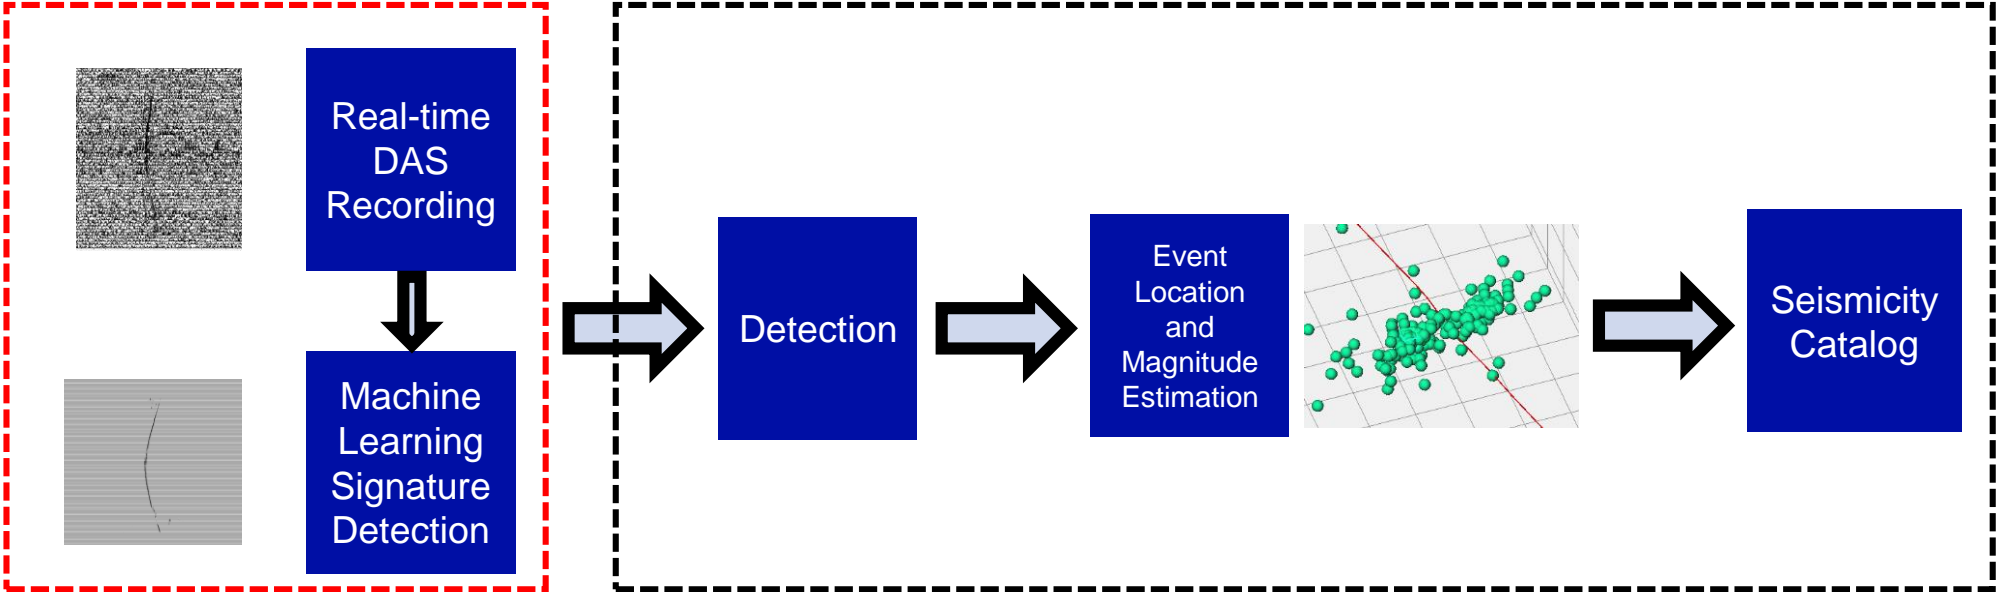 Real-time
DAS
Recording
Machine
Learning
Signature
Detection
Detection
Event
Location
and
Magnitude
Estimation
Seismicity
Catalog